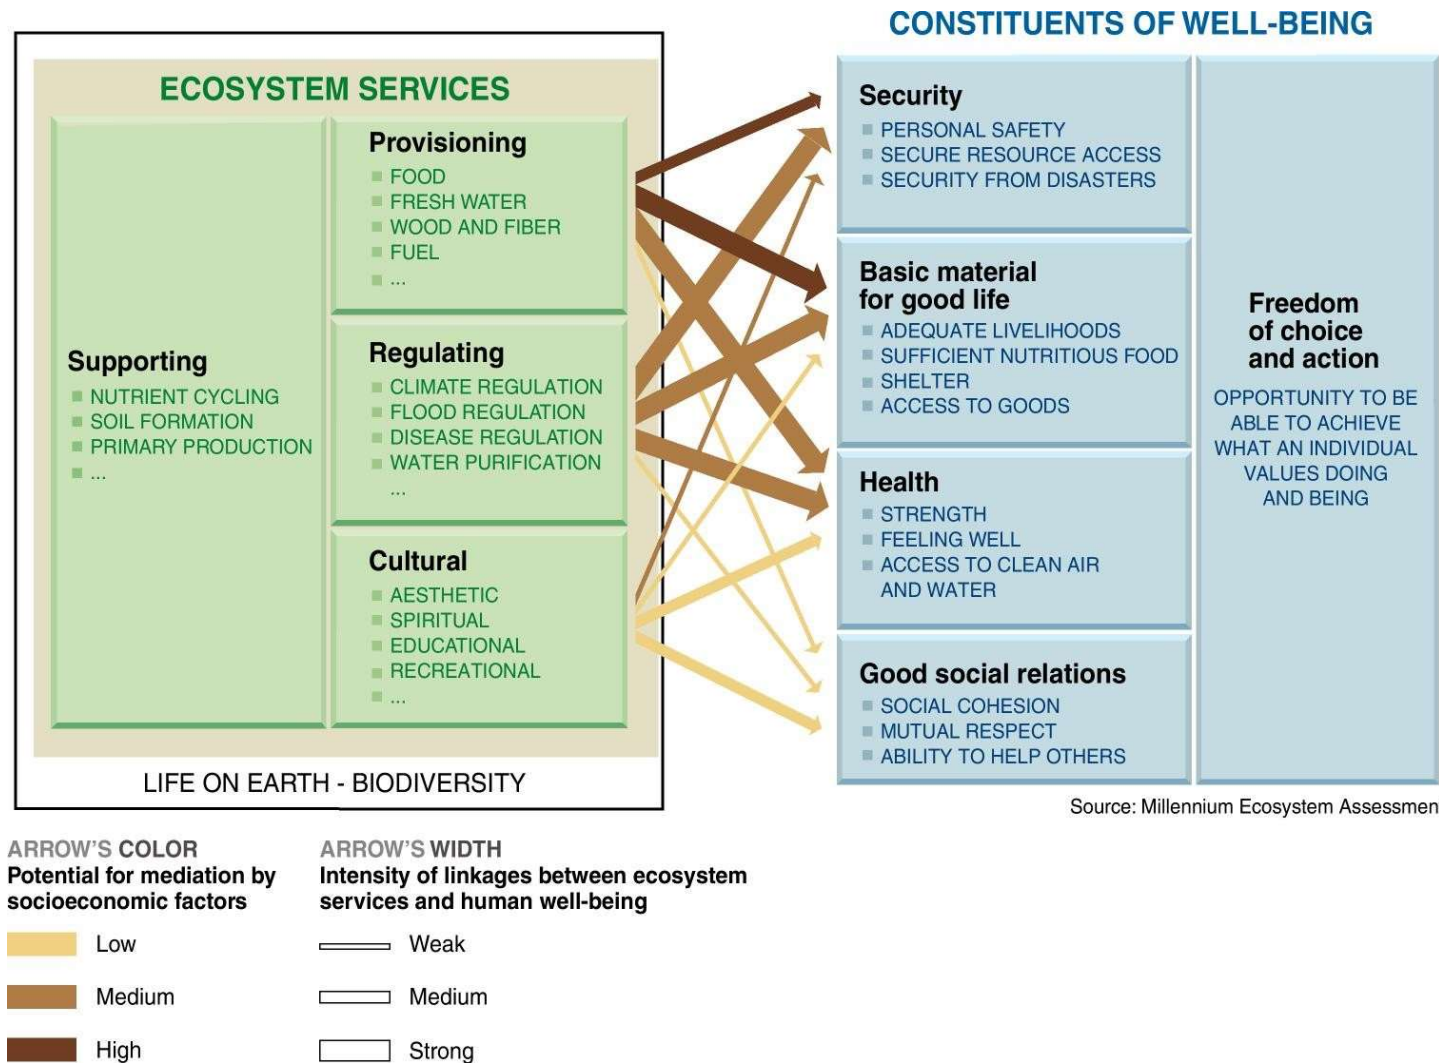 CONSTITUENTS OF WELL-BEING
ECOSYSTEM SERVICES
Supporting
NUTRIENT CYCLING
SOIL FORMATION
PRIMARY PRODUCTION
...
Provisioning
FOOD
FRESH WATER
WOOD AND FIBER
FUEL
...
Regulating
CLIMATE REGULATION
FLOOD REGULATION
DISEASE REGULATION
WATER PURIFICATION
...
Cultural
AESTHETIC
SPIRITUAL
EDUCATIONAL
RECREATIONAL
...
LIFE ON EARTH - BIODIVERSITY
Security
PERSONAL SAFETY
SECURE RESOURCE ACCESS
SECURITY FROM DISASTERS
Basic material
for good life
ADEQUATE LIVELIHOODS
SUFFICIENT NUTRITIOUS FOOD
SHELTER
ACCESS TO GOODS
Health
STRENGTH
FEELING WELL
ACCESS TO CLEAN AIR
AND WATER
Good social relations
SOCIAL COHESION
MUTUAL RESPECT
ABILITY TO HELP OTHERS
Freedom
of choice
and action
OPPORTUNITY TO BE
ABLE TO ACHIEVE
WHAT AN INDIVIDUAL
VALUES DOING
AND BEING
Source: Millennium Ecosystem Assessmen
ARROW'S COLOR
Potential for mediation by
socioeconomic factors
Low
Medium
High
ARROW'S WIDTH
Intensity of linkages between ecosystem
services and human well-being
Weak
Medium
Strong